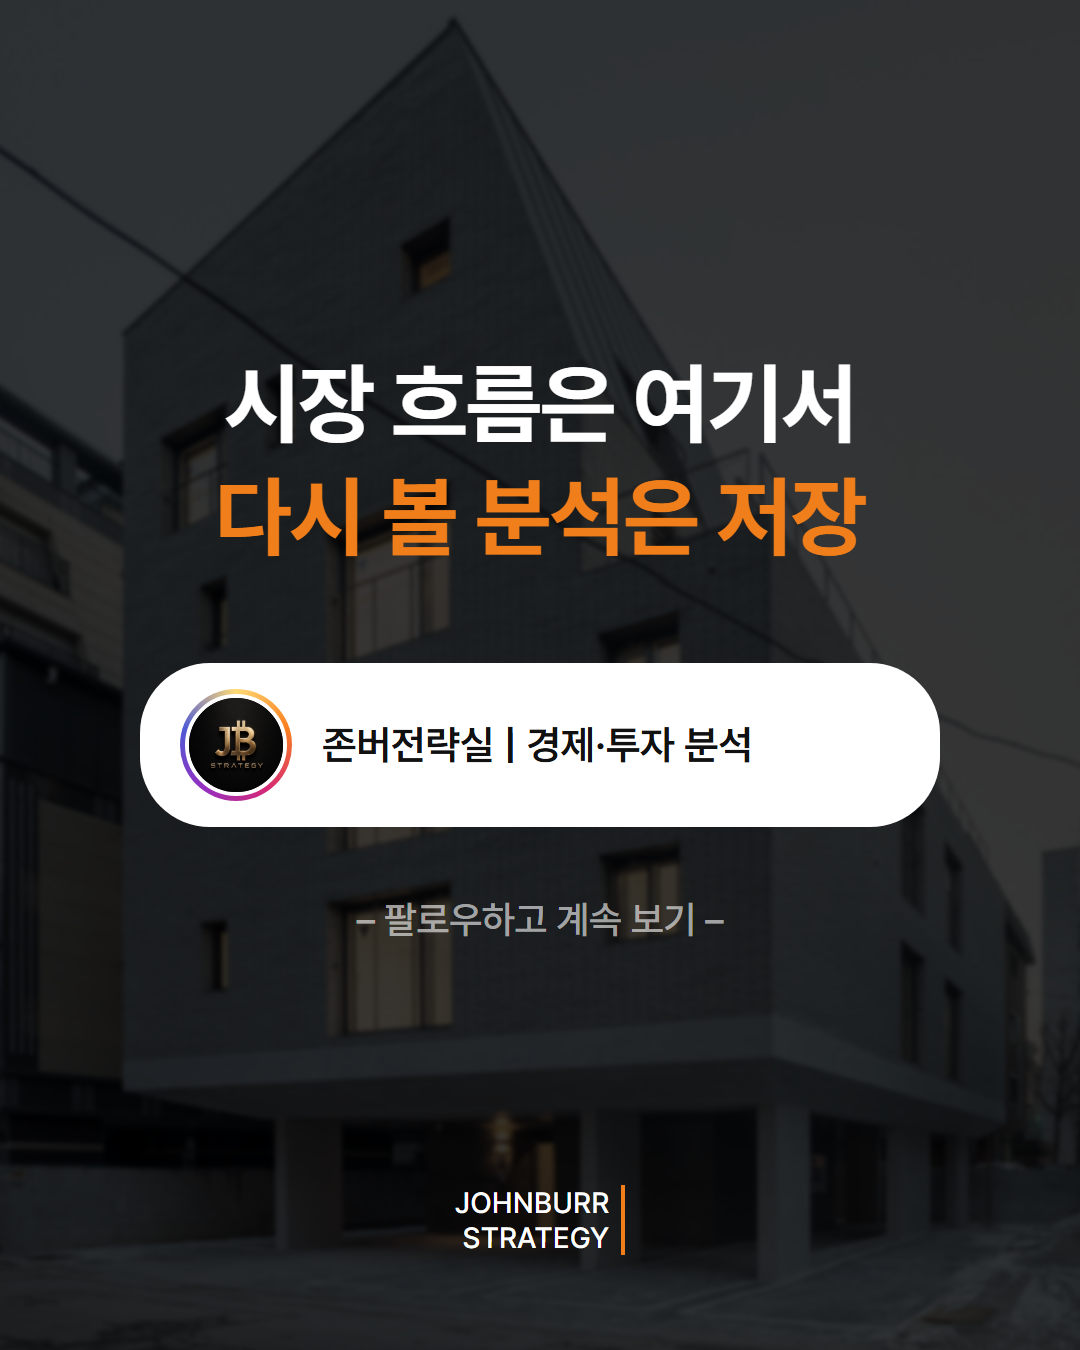 시장 흐름은 여기서
다시 볼 분석은 저장
JB
STRATEGY
존버전략실 | 경제·투자 분석
– 팔로우하고 계속 보기 –
JOHNBURR
STRATEGY